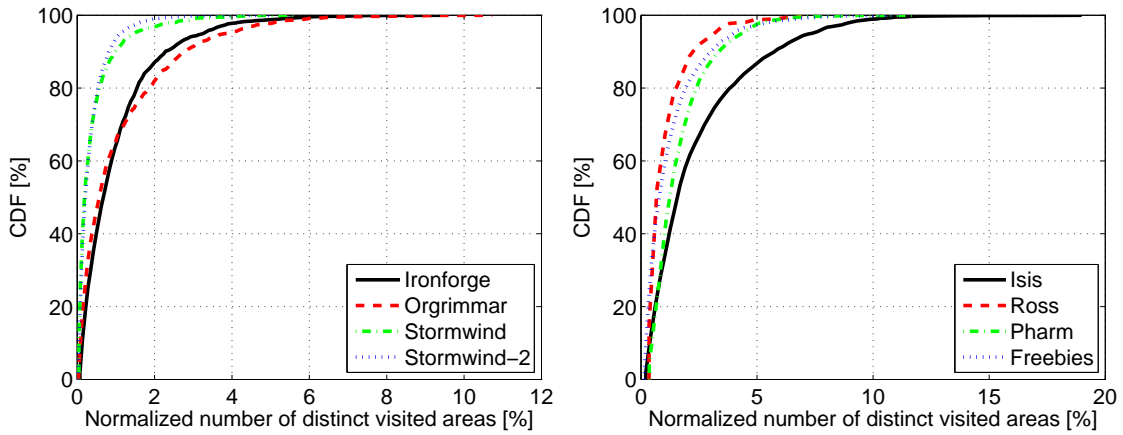 CDF [%]
100
80
60
40
20
0
0 2 4 6 8 10 12
Normalized number of distinct visited areas [%]
Ironforge
Orgrimmar
Stormwind
Stormwind−2
CDF [%]
100
80
60
40
20
0
0 5 10 15 20
Normalized number of distinct visited areas [%]
Isis
Ross
Pharm
Freebies